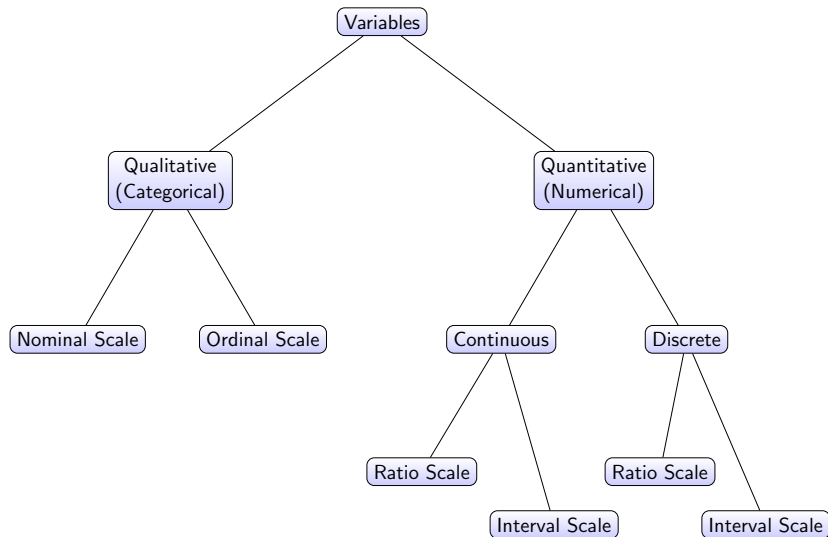 Variables
Qualitative
(Categorical)
Quantitative
(Numerical)
Nominal Scale
Ordinal Scale
Continuous
Discrete
Ratio Scale
Ratio Scale
Interval Scale
Interval Scale